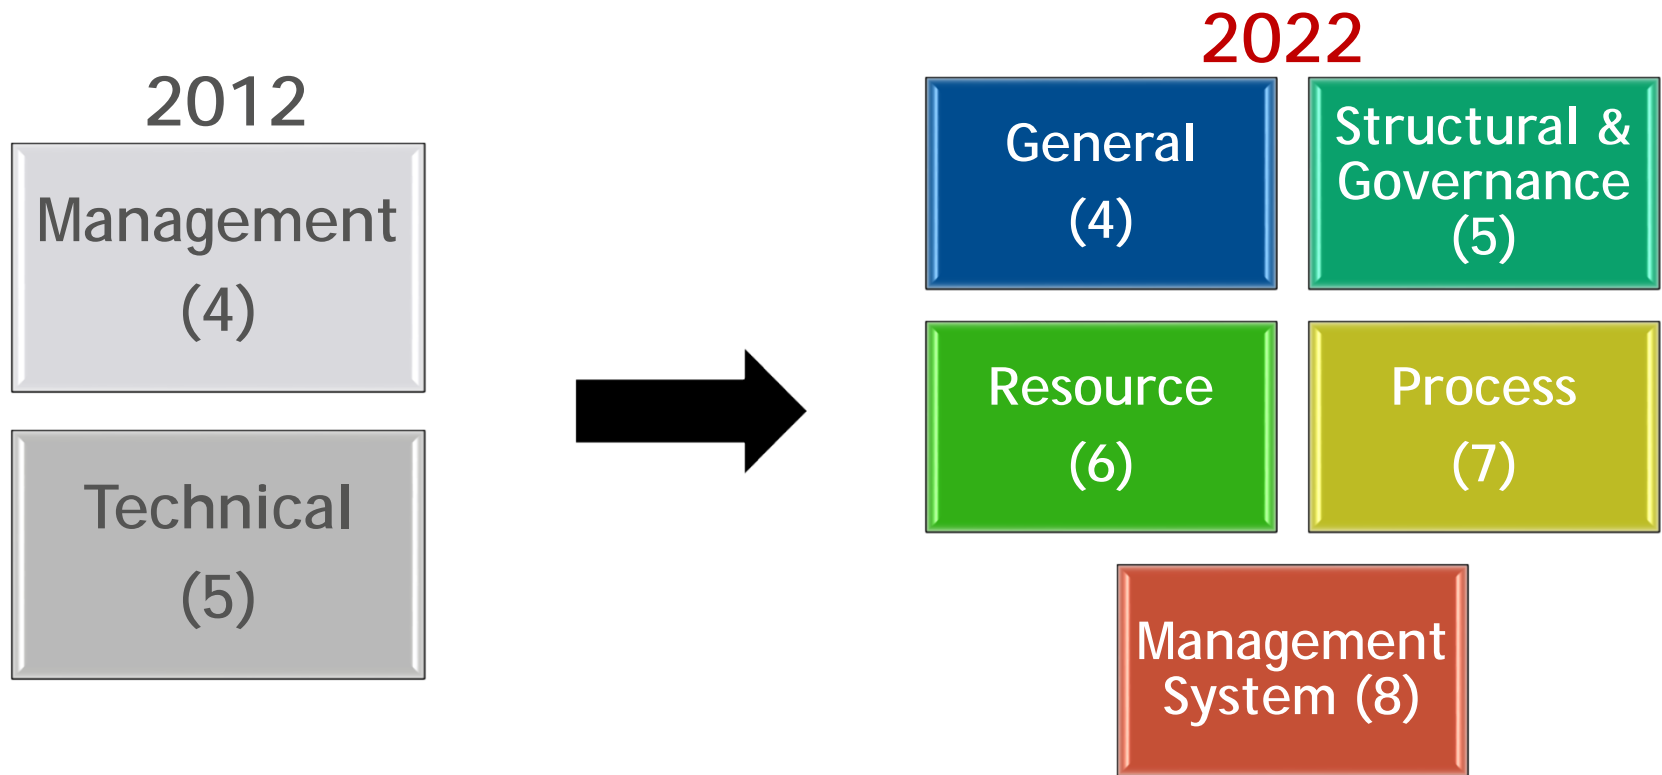 2012
Management
(4)
Technical
(5)
2022
General
(4)
Structural &
Governance
(5)
Resource
(6)
Process
(7)
Management
System (8)